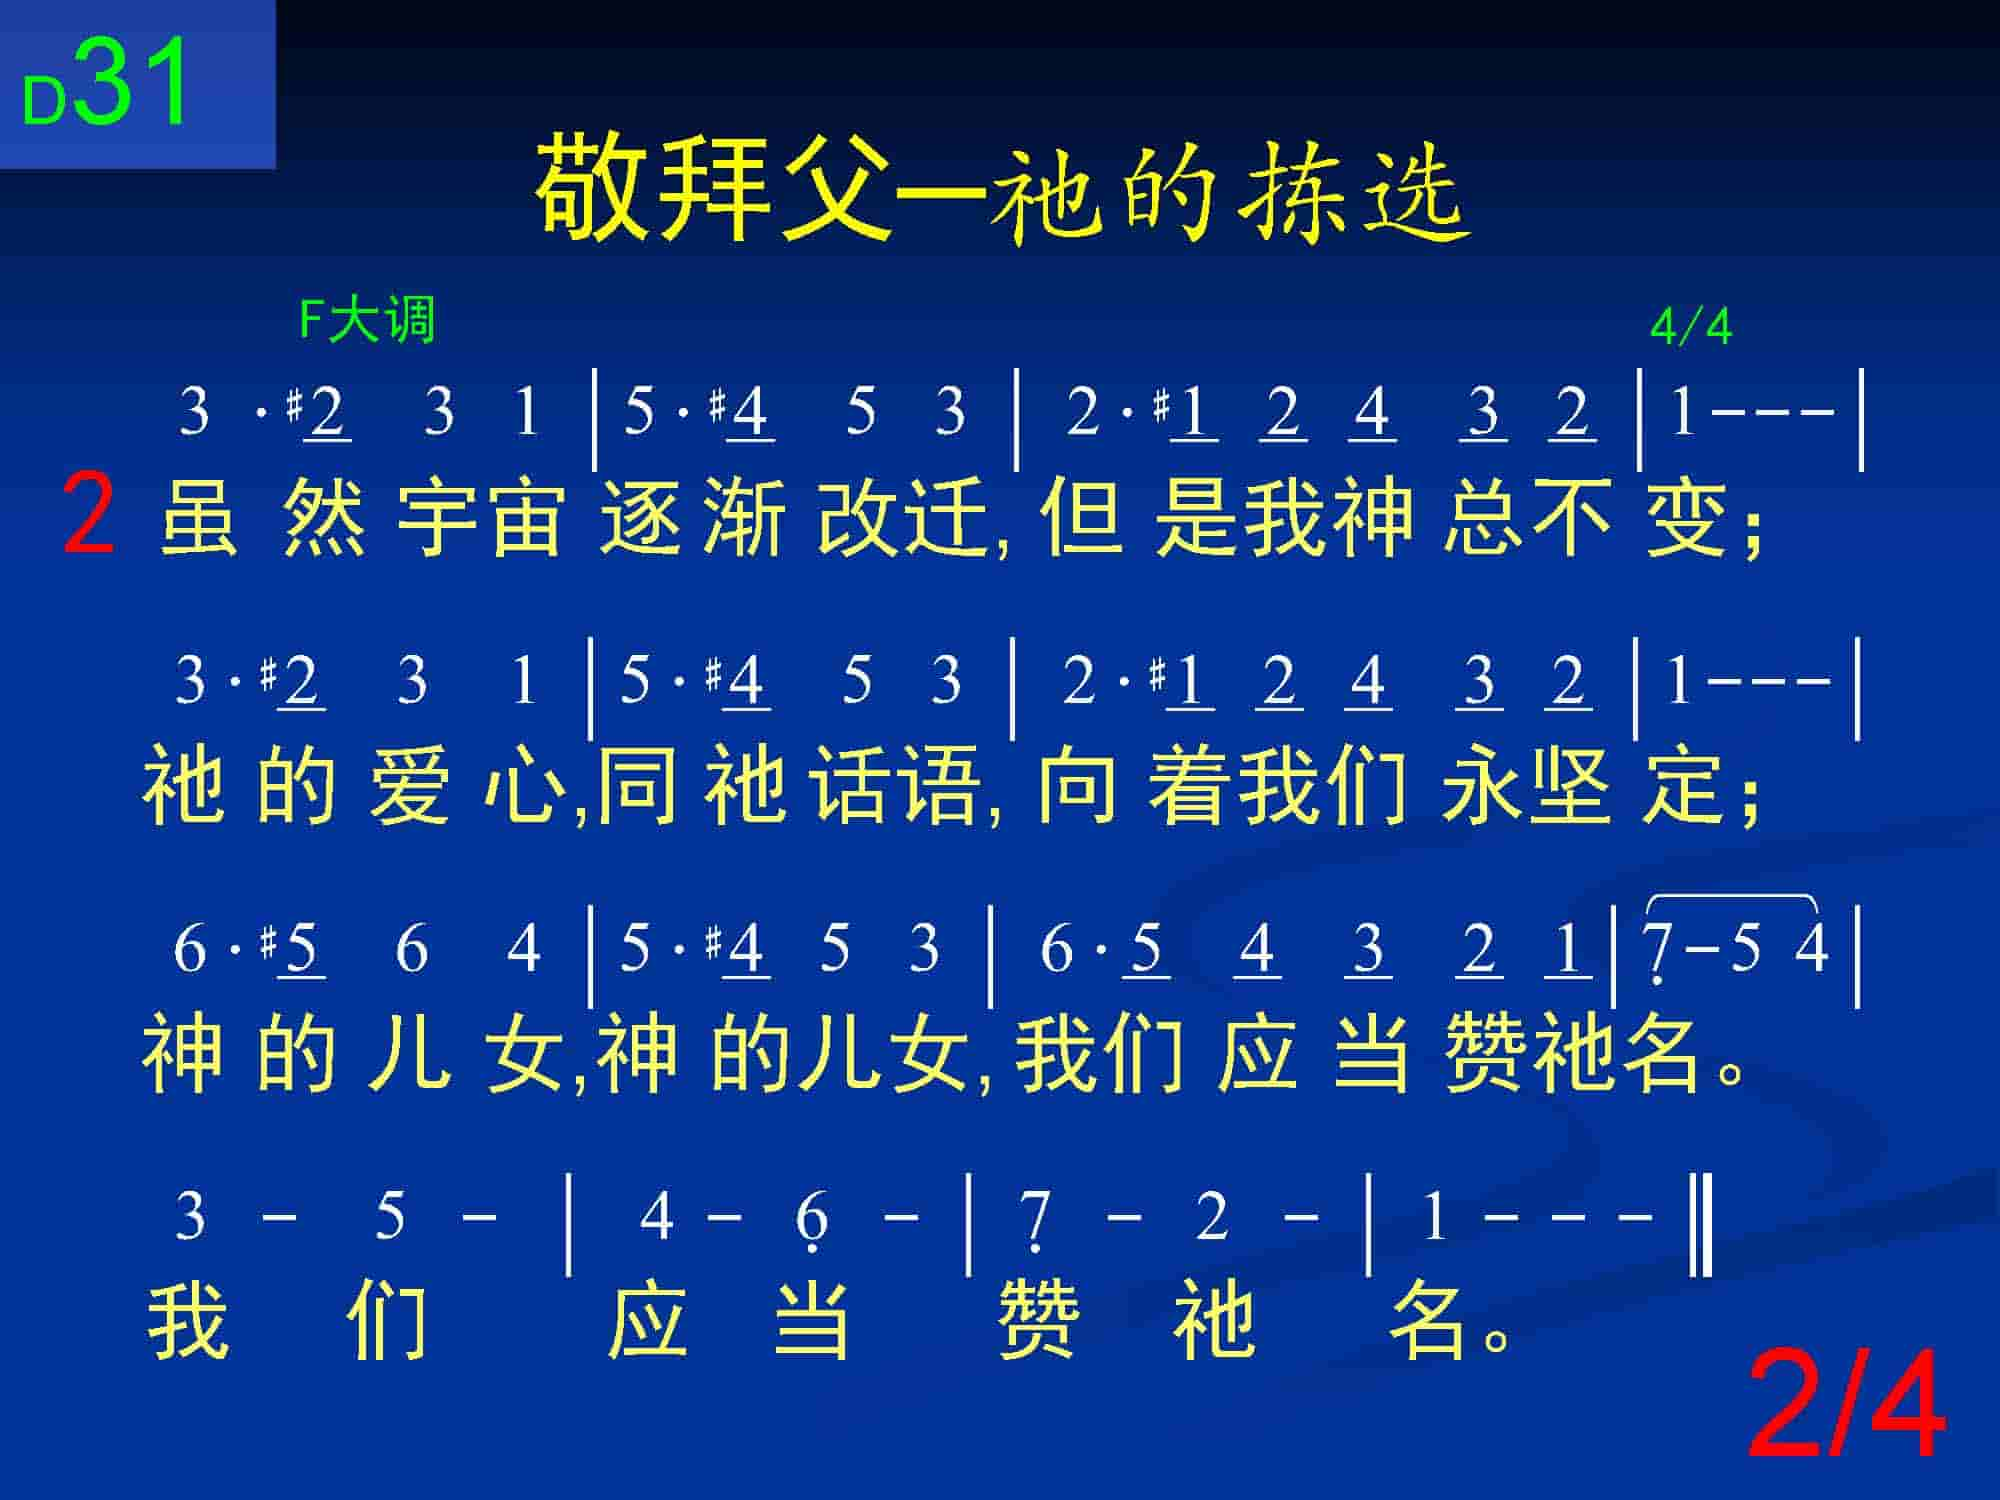 D31
敬拜父—祂的拣选
F大调 4/4
3 · #2 3 1 | 5 · #4 5 3 | 2 · #1 2 4 3 2 | 1 - - - |
2 虽然宇宙逐渐改迁, 但是我神总不变;
3 · #2 3 1 | 5 · #4 5 3 | 2 · #1 2 4 3 2 | 1 - - - |
祂的爱心, 同祂话语, 向着我们永坚定;
6 · #5 6 4 | 5 · #4 5 3 | 6 · 5 4 3 2 1 | 7̣ - 5 4 |
神的儿女, 神的儿女, 我们应当赞祂名。
3 - 5 - | 4 - 6̣ - | 7̣ - 2 - | 1 - - - ‖
我们应当赞祂名。
2/4